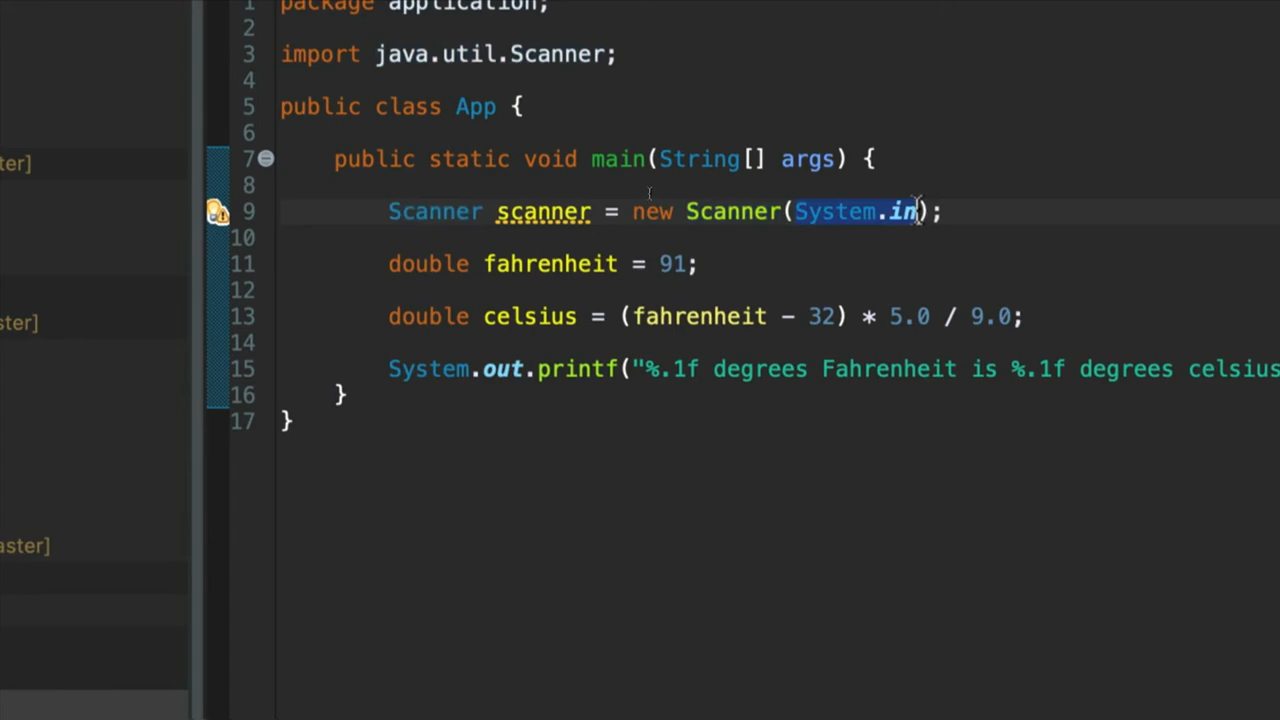 1 package application;
2
3 import java.util.Scanner;
4
5 public class App {
6
7 public static void main(String[] args) {
8
9 Scanner scanner = new Scanner(System.in);
10
11 double fahrenheit = 91;
12
13 double celsius = (fahrenheit - 32) * 5.0 / 9.0;
14
15 System.out.printf("%.1f degrees Fahrenheit is %.1f degrees celsius
16 }
17 }
ter]
ster]
aster]